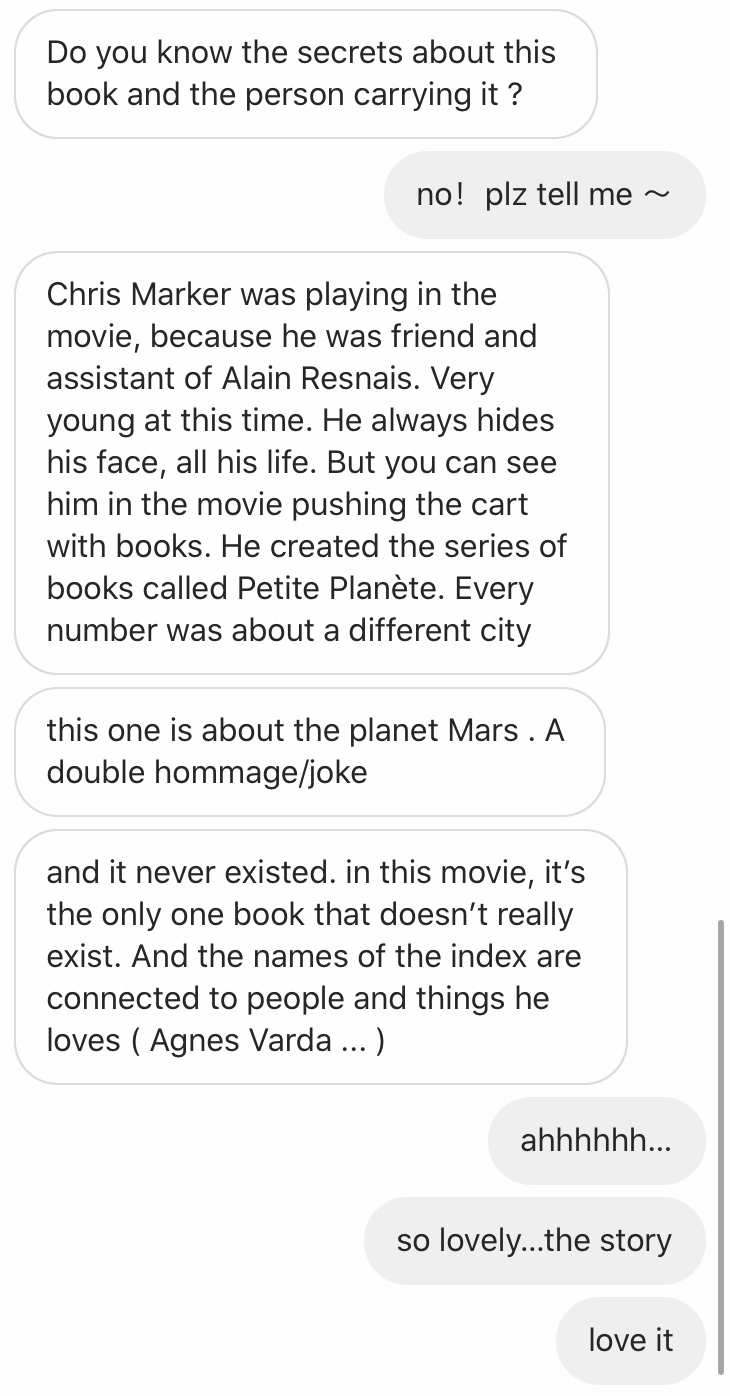 Do you know the secrets about this
book and the person carrying it ?
no!  plz tell me ～
Chris Marker was playing in the
movie, because he was friend and
assistant of Alain Resnais. Very
young at this time. He always hides
his face, all his life. But you can see
him in the movie pushing the cart
with books. He created the series of
books called Petite Planète. Every
number was about a different city
this one is about the planet Mars . A
double hommage/joke
and it never existed. in this movie, it’s
the only one book that doesn’t really
exist. And the names of the index are
connected to people and things he
loves ( Agnes Varda ... )
ahhhhhh...
so lovely...the story
love it